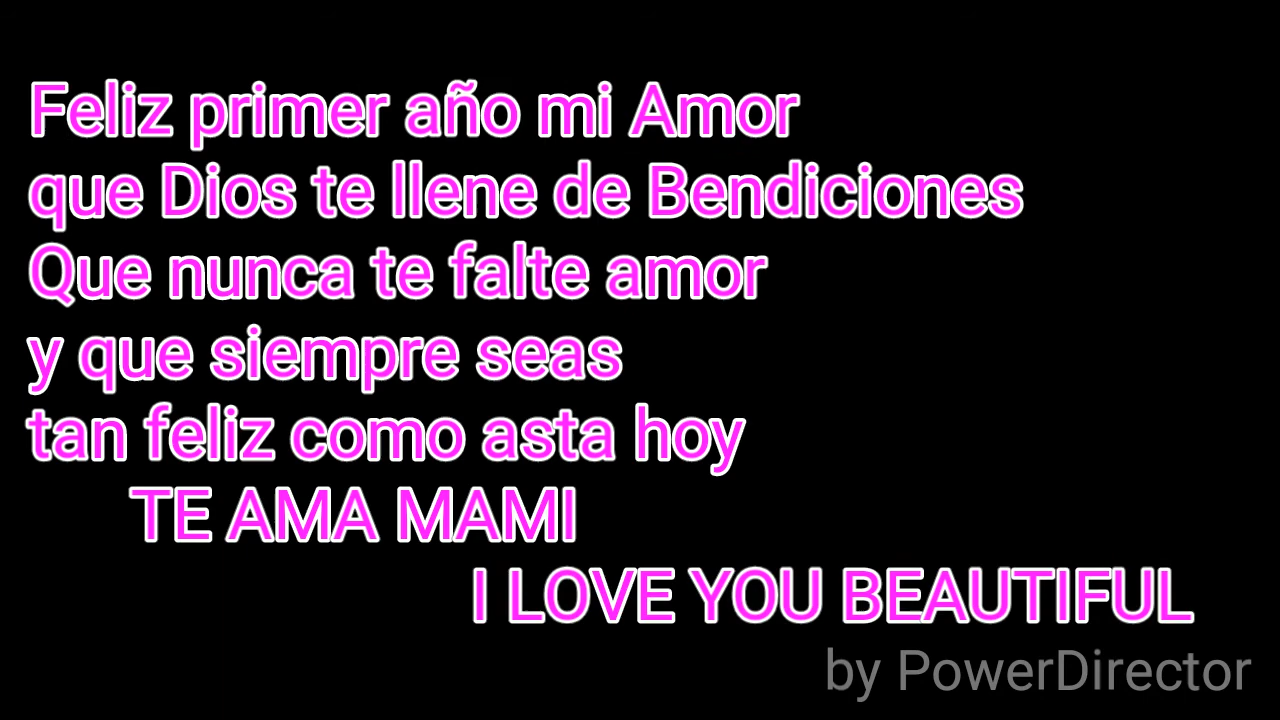 Feliz primer año mi Amor
que Dios te llene de Bendiciones
Que nunca te falte amor
y que siempre seas
tan feliz como asta hoy
TE AMA MAMI
I LOVE YOU BEAUTIFUL
by PowerDirector